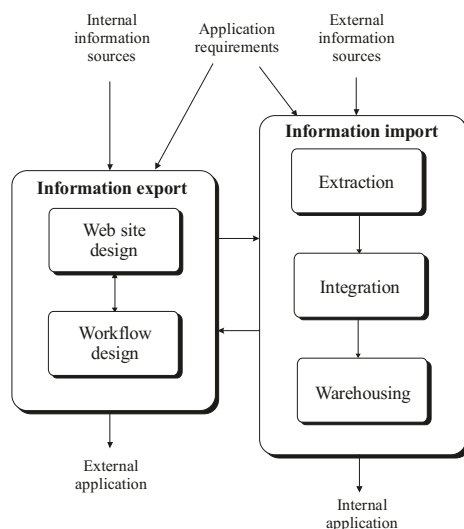 Internal
information
sources
Application
requirements
External
information
sources
Information export
Web site
design
Workflow
design
External
application
Information import
Extraction
Integration
Warehousing
Internal
application